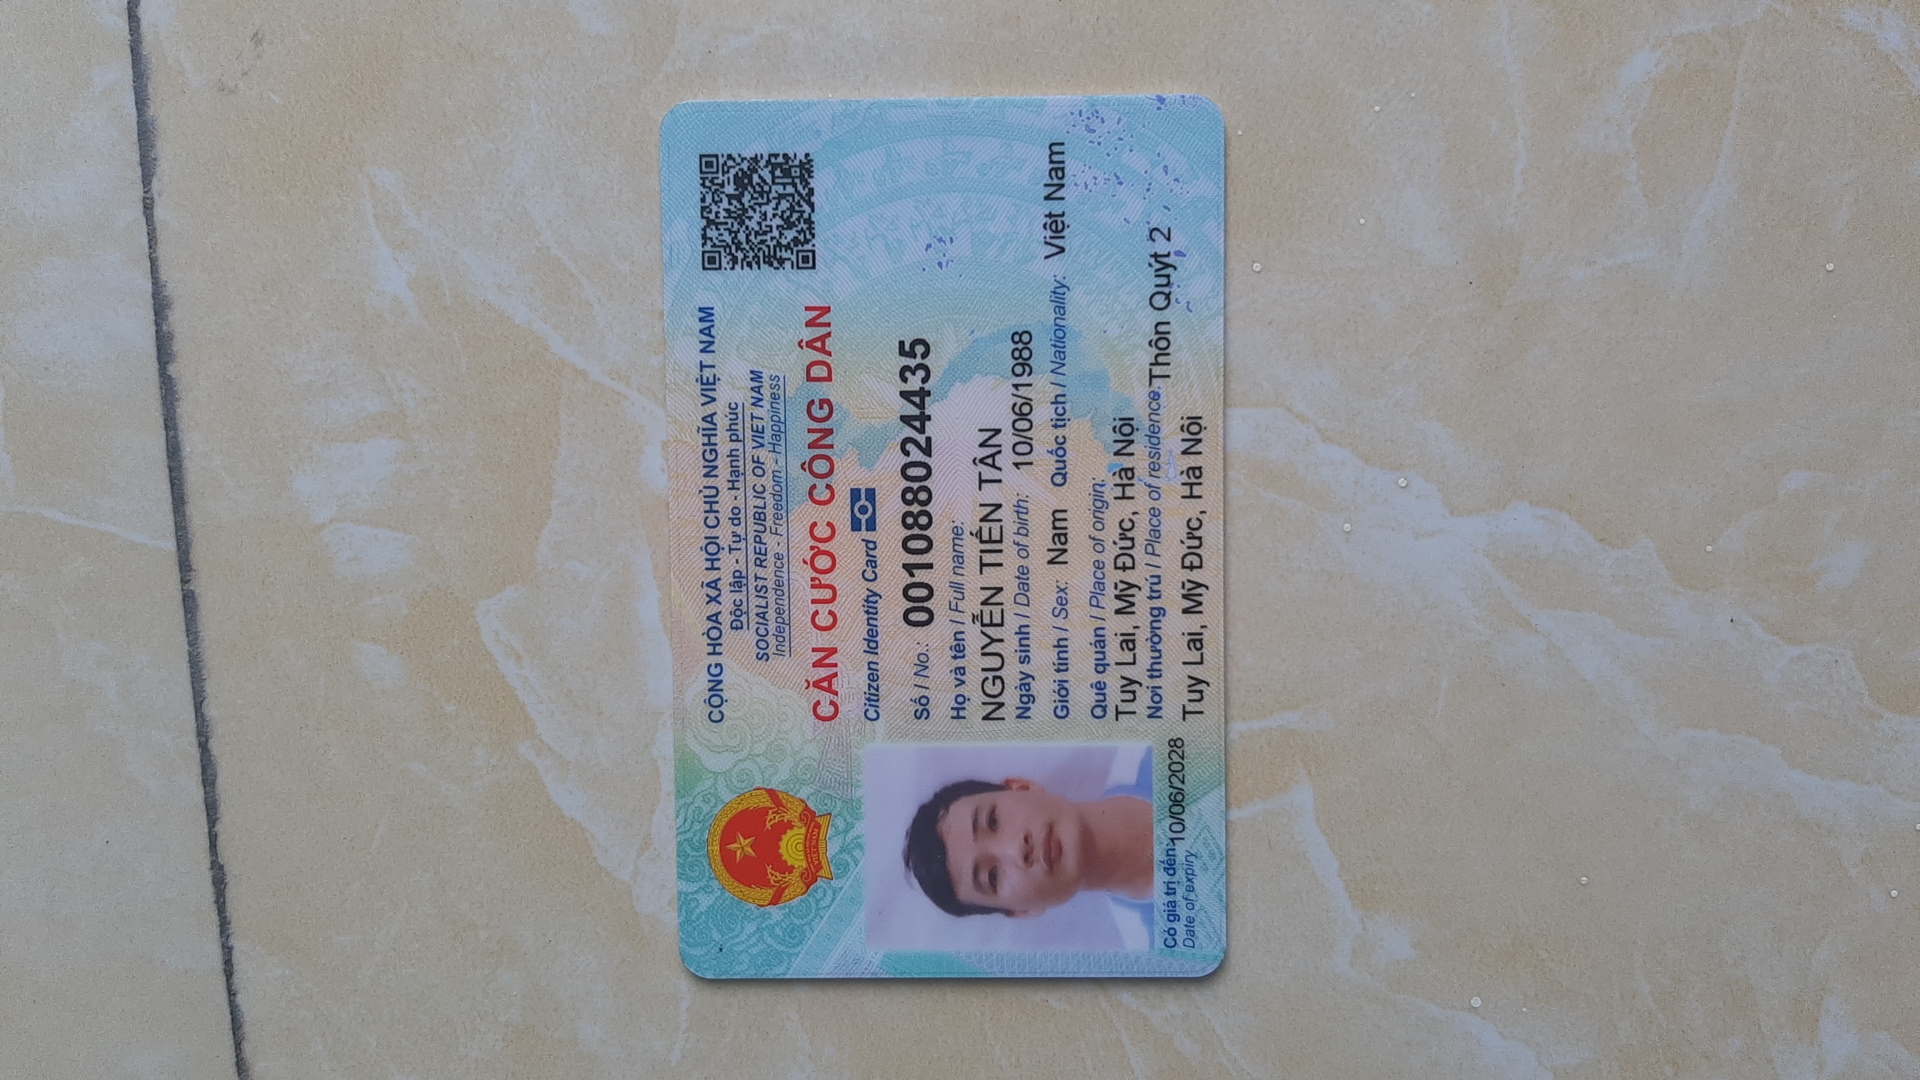 CỘNG HÒA XÃ HỘI CHỦ NGHĨA VIỆT NAM
Độc lập - Tự do - Hạnh phúc
SOCIALIST REPUBLIC OF VIET NAM
Independence - Freedom - Happiness
CĂN CƯỚC CÔNG DÂN
Citizen Identity Card
Số / No.: 001088024435
Họ và tên / Full name:
NGUYỄN TIẾN TÂN
Ngày sinh / Date of birth: 10/06/1988
Giới tính / Sex: Nam Quốc tịch / Nationality: Việt Nam
Quê quán / Place of origin:
Tuy Lai, Mỹ Đức, Hà Nội
Nơi thường trú / Place of residence: Thôn Quýt 2
Tuy Lai, Mỹ Đức, Hà Nội
Có giá trị đến: 10/06/2028
Date of expiry
VIỆT NAM